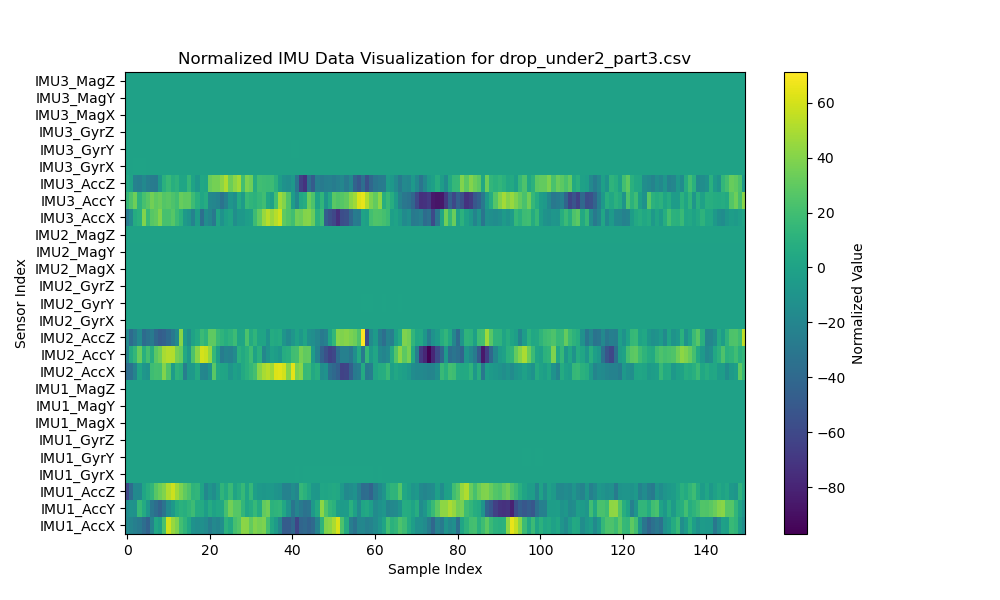 Normalized IMU Data Visualization for drop_under2_part3.csv
IMU3_MagZ
IMU3_MagY
IMU3_MagX
IMU3_GyrZ
IMU3_GyrY
IMU3_GyrX
IMU3_AccZ
IMU3_AccY
IMU3_AccX
IMU2_MagZ
IMU2_MagY
IMU2_MagX
IMU2_GyrZ
IMU2_GyrY
IMU2_GyrX
IMU2_AccZ
IMU2_AccY
IMU2_AccX
IMU1_MagZ
IMU1_MagY
IMU1_MagX
IMU1_GyrZ
IMU1_GyrY
IMU1_GyrX
IMU1_AccZ
IMU1_AccY
IMU1_AccX
Sensor Index
0 20 40 60 80 100 120 140
Sample Index
60
40
20
0
−20
−40
−60
−80
Normalized Value